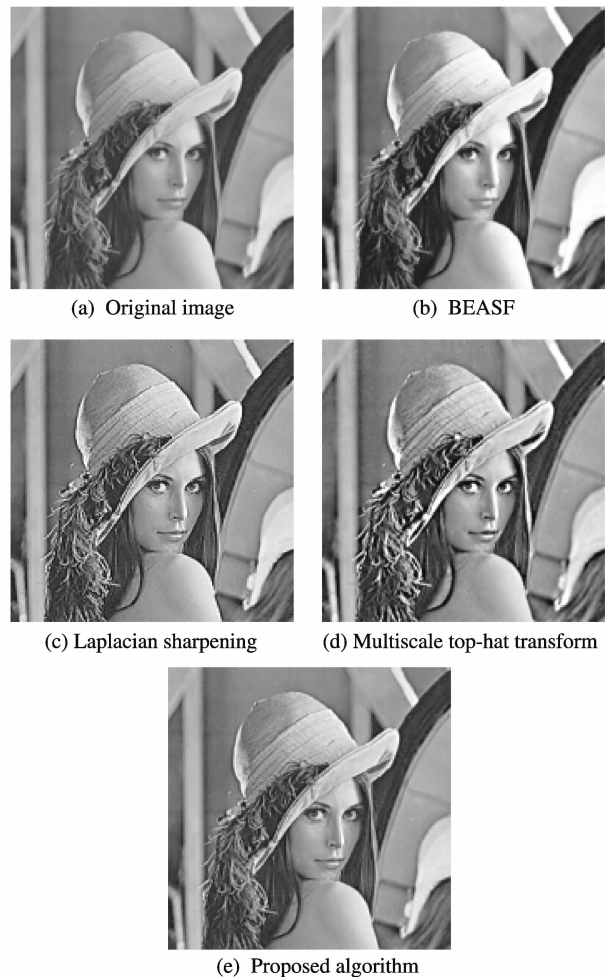 (a) Original image
(b) BEASF
(c) Laplacian sharpening
(d) Multiscale top-hat transform
(e) Proposed algorithm